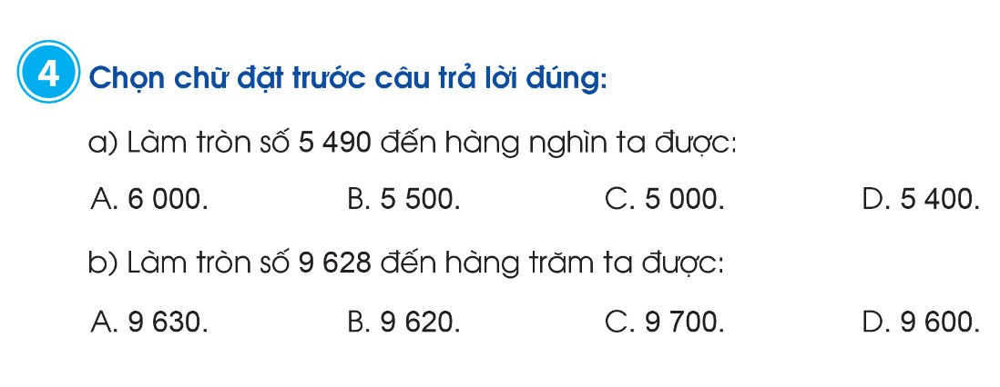 4 Chọn chữ đặt trước câu trả lời đúng:
a) Làm tròn số 5 490 đến hàng nghìn ta được:
A. 6 000. B. 5 500. C. 5 000. D. 5 400.
b) Làm tròn số 9 628 đến hàng trăm ta được:
A. 9 630. B. 9 620. C. 9 700. D. 9 600.